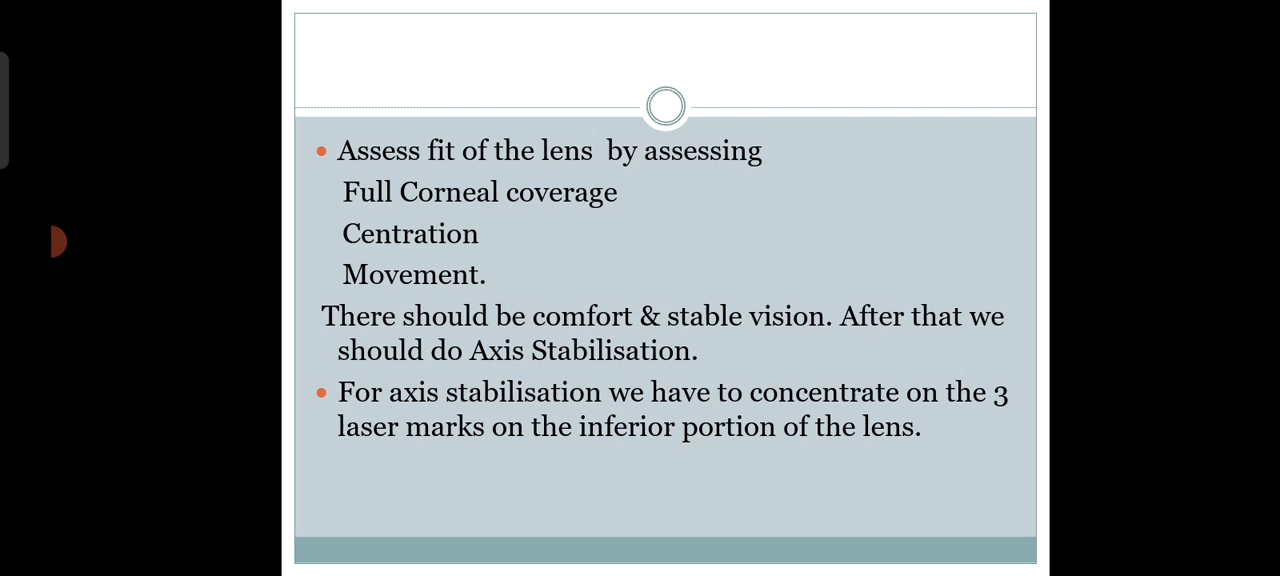 Assess fit of the lens  by assessing
Full Corneal coverage
Centration
Movement.
There should be comfort & stable vision. After that we
should do Axis Stabilisation.
For axis stabilisation we have to concentrate on the 3
laser marks on the inferior portion of the lens.